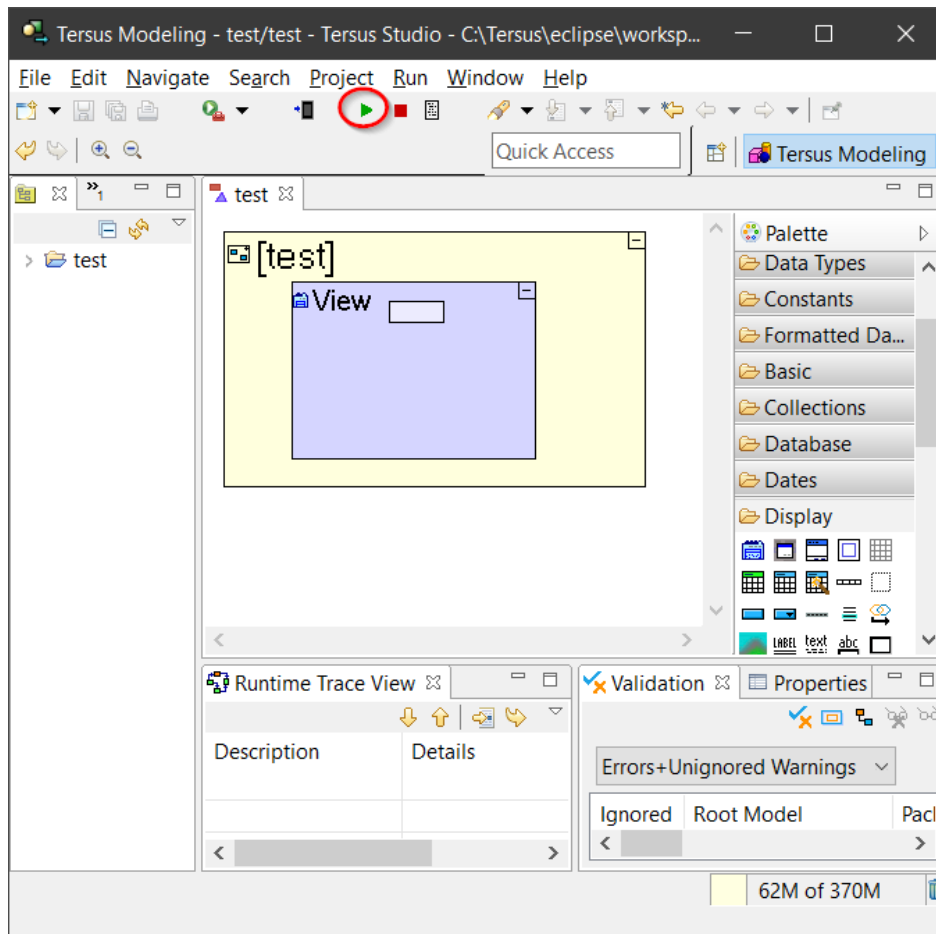 Tersus Modeling - test/test - Tersus Studio - C:\Tersus\eclipse\worksp...
File Edit Navigate Search Project Run Window Help
Quick Access
Tersus Modeling
»1
test
Palette
test
[test]
View
Data Types
Constants
Formatted Da...
Basic
Collections
Database
Dates
Display
LABEL text abc
Runtime Trace View
Validation
Properties
Description Details
Errors+Unignored Warnings
Ignored Root Model Pacl
62M of 370M